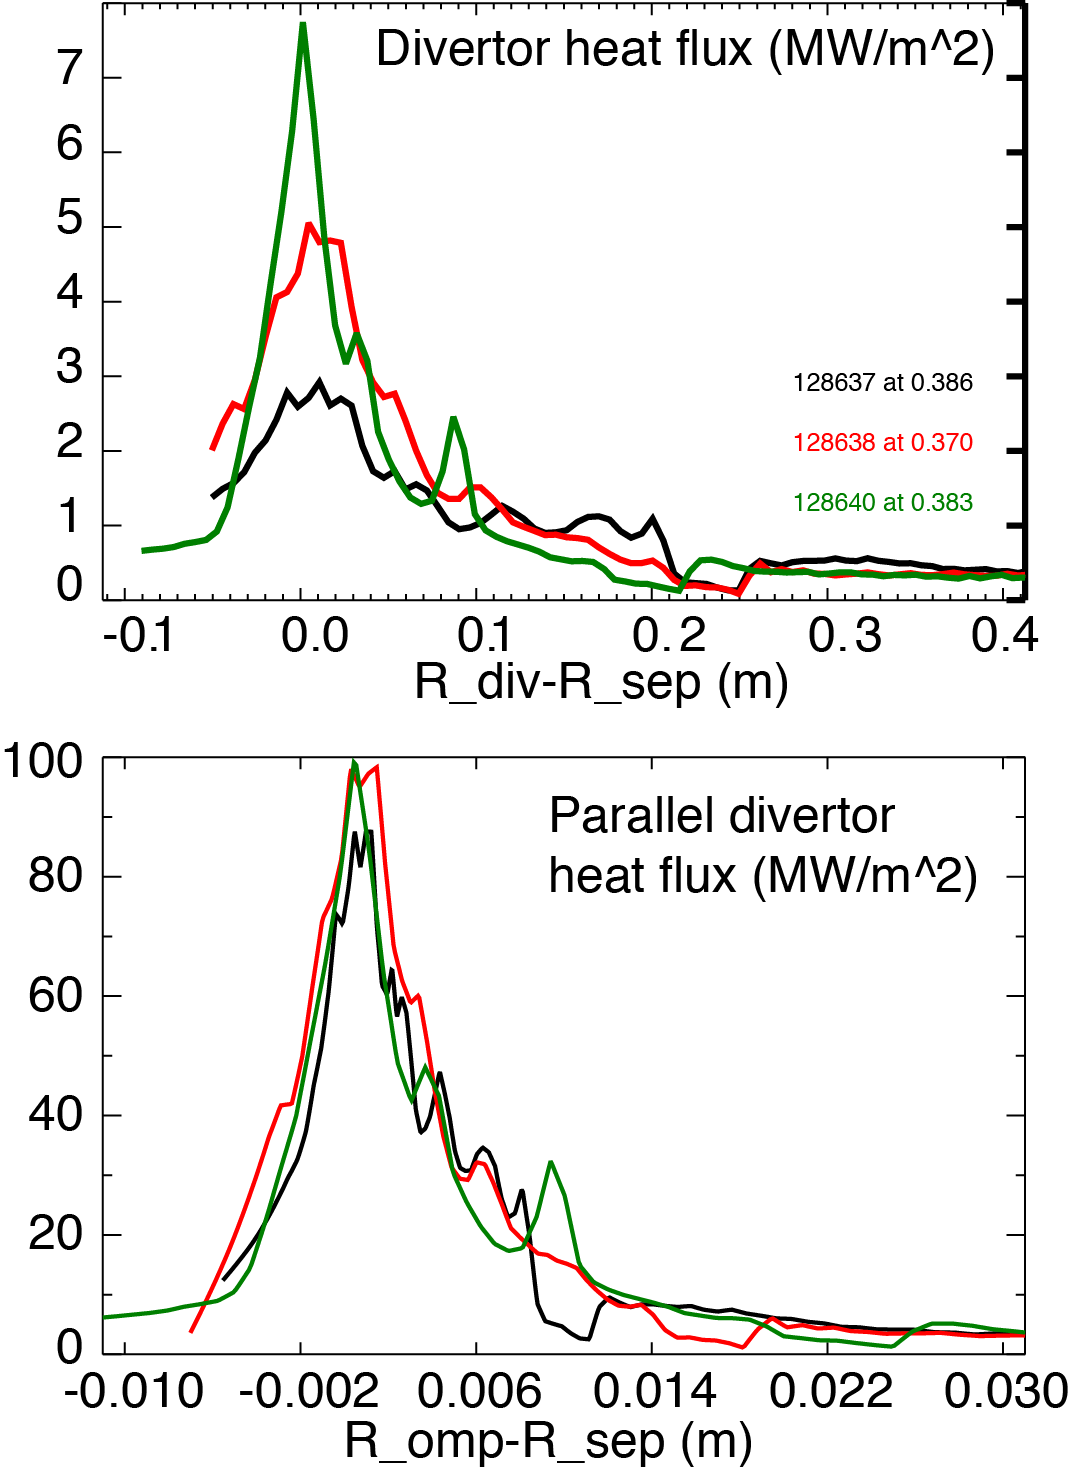 Divertor heat flux (MW/m^2)
7
6
5
4
3
2
1
0
128637 at 0.386
128638 at 0.370
128640 at 0.383
-0.1 0.0 0.1 0.2 0.3 0.4
R_div-R_sep (m)
100
80
60
40
20
0
Parallel divertor
heat flux (MW/m^2)
-0.010 -0.002 0.006 0.014 0.022 0.030
R_omp-R_sep (m)